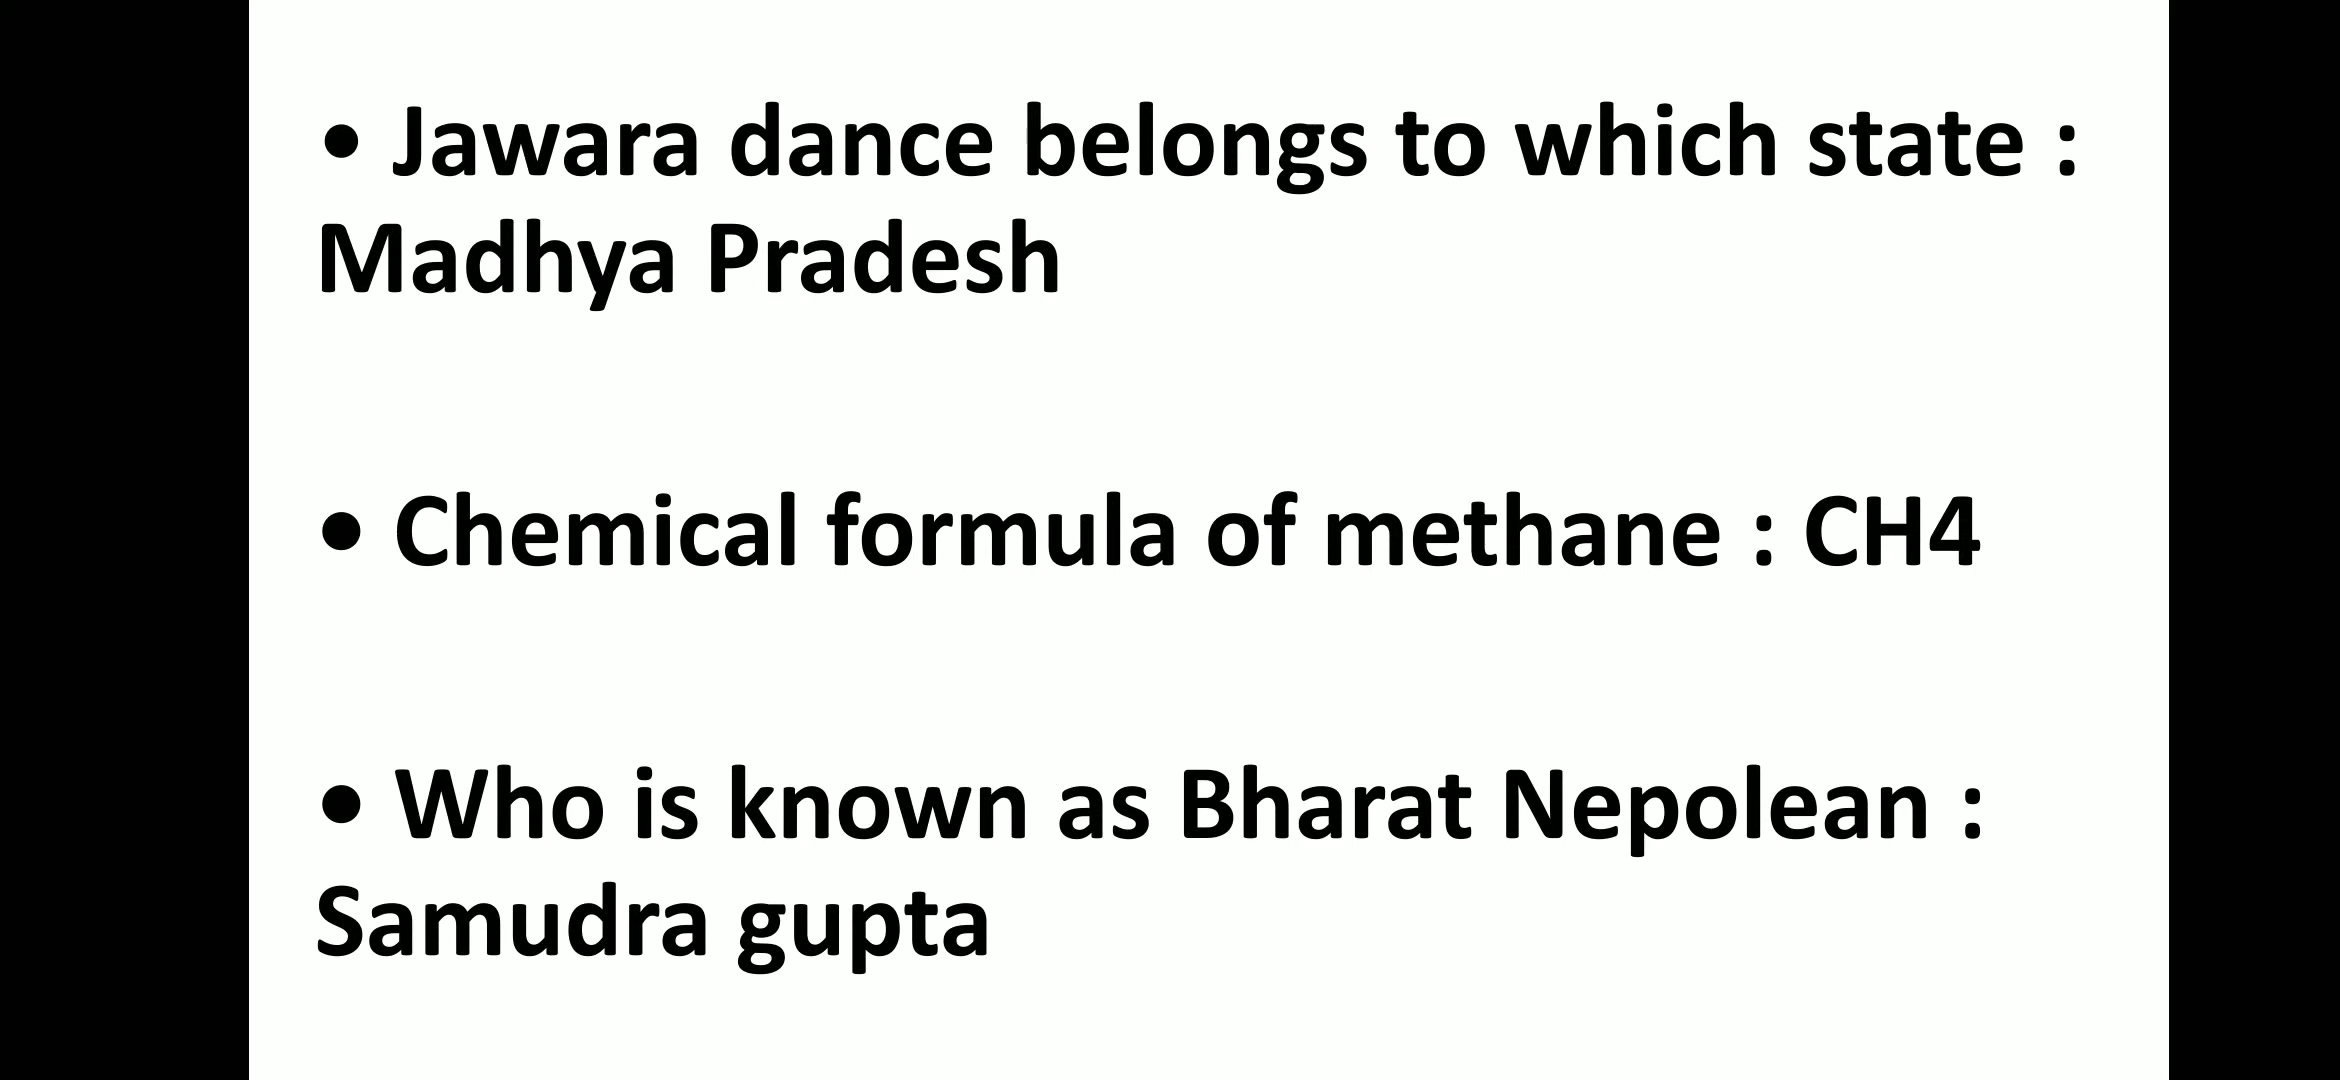 • Jawara dance belongs to which state :
Madhya Pradesh
• Chemical formula of methane : CH4
• Who is known as Bharat Nepolean :
Samudra gupta